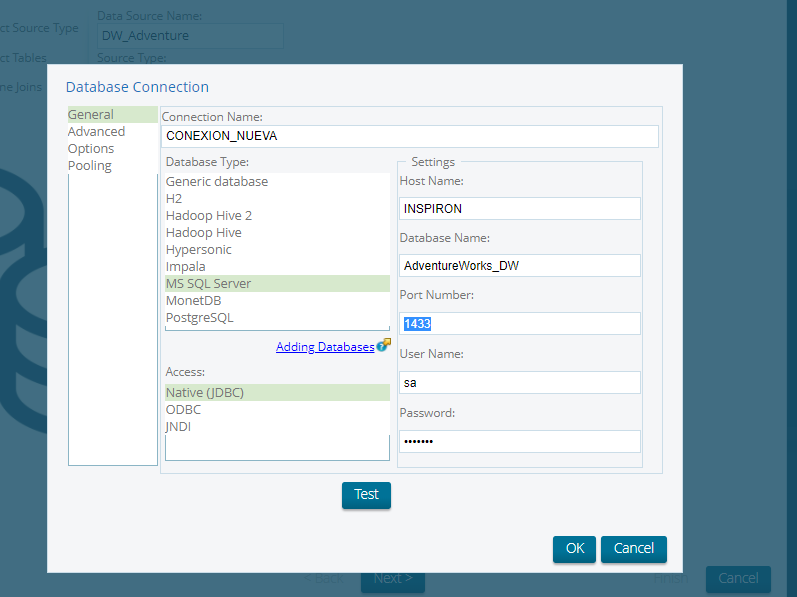 Data Source Name:
ct Source Type
DW_Adventure
ct Tables
Source Type:
ne Joins
Database Connection
General
Advanced
Options
Pooling
Connection Name:
CONEXION_NUEVA
Database Type:
Generic database
H2
Hadoop Hive 2
Hadoop Hive
Hypersonic
Impala
MS SQL Server
MonetDB
PostgreSQL
Adding Databases
Access:
Native (JDBC)
ODBC
JNDI
Settings
Host Name:
INSPIRON
Database Name:
AdventureWorks_DW
Port Number:
1433
User Name:
sa
Password:
•••••••
Test
OK
Cancel
< Back
Next >
Finish
Cancel